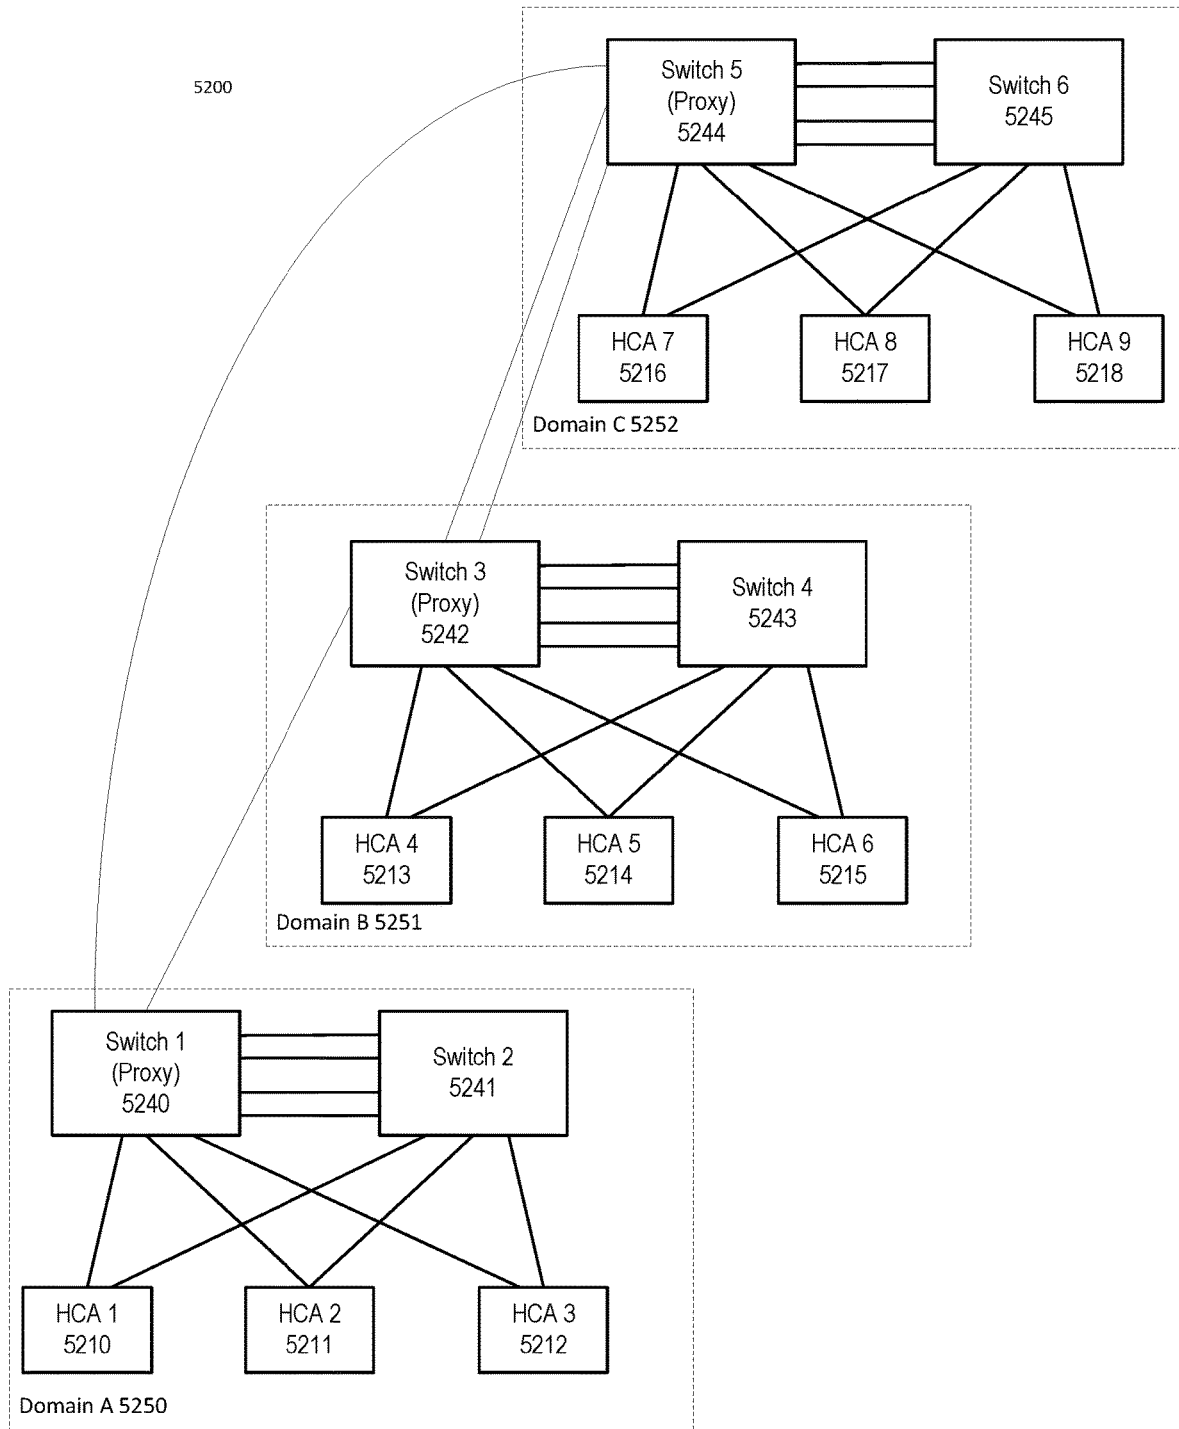 5200
Switch 5
(Proxy)
5244
Switch 6
5245
HCA 7
5216
HCA 8
5217
HCA 9
5218
Domain C 5252
Switch 3
(Proxy)
5242
Switch 4
5243
HCA 4
5213
HCA 5
5214
HCA 6
5215
Domain B 5251
Switch 1
(Proxy)
5240
Switch 2
5241
HCA 1
5210
HCA 2
5211
HCA 3
5212
Domain A 5250